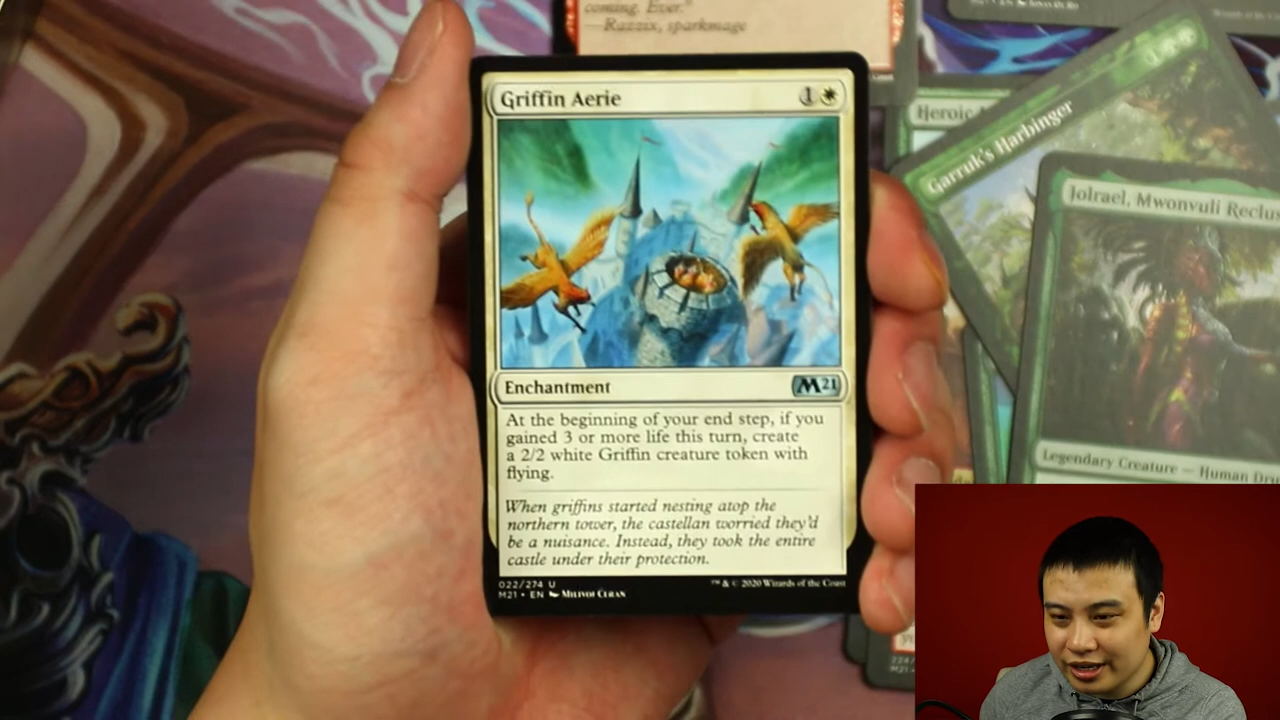 coming. Ever."
—Razzix, sparkmage
Griffin Aerie 1
Heroic
Garruk's Harbinger
Jolrael, Mwonvuli Reclus
Enchantment M21
At the beginning of your end step, if you
gained 3 or more life this turn, create
a 2/2 white Griffin creature token with
flying.
Legendary Creature — Human Dru
When griffins started nesting atop the
northern tower, the castellan worried they'd
be a nuisance. Instead, they took the entire
castle under their protection.
022/274 U ™ & © 2020 Wizards of the Coast
M21 • EN Milivoj Ćeran